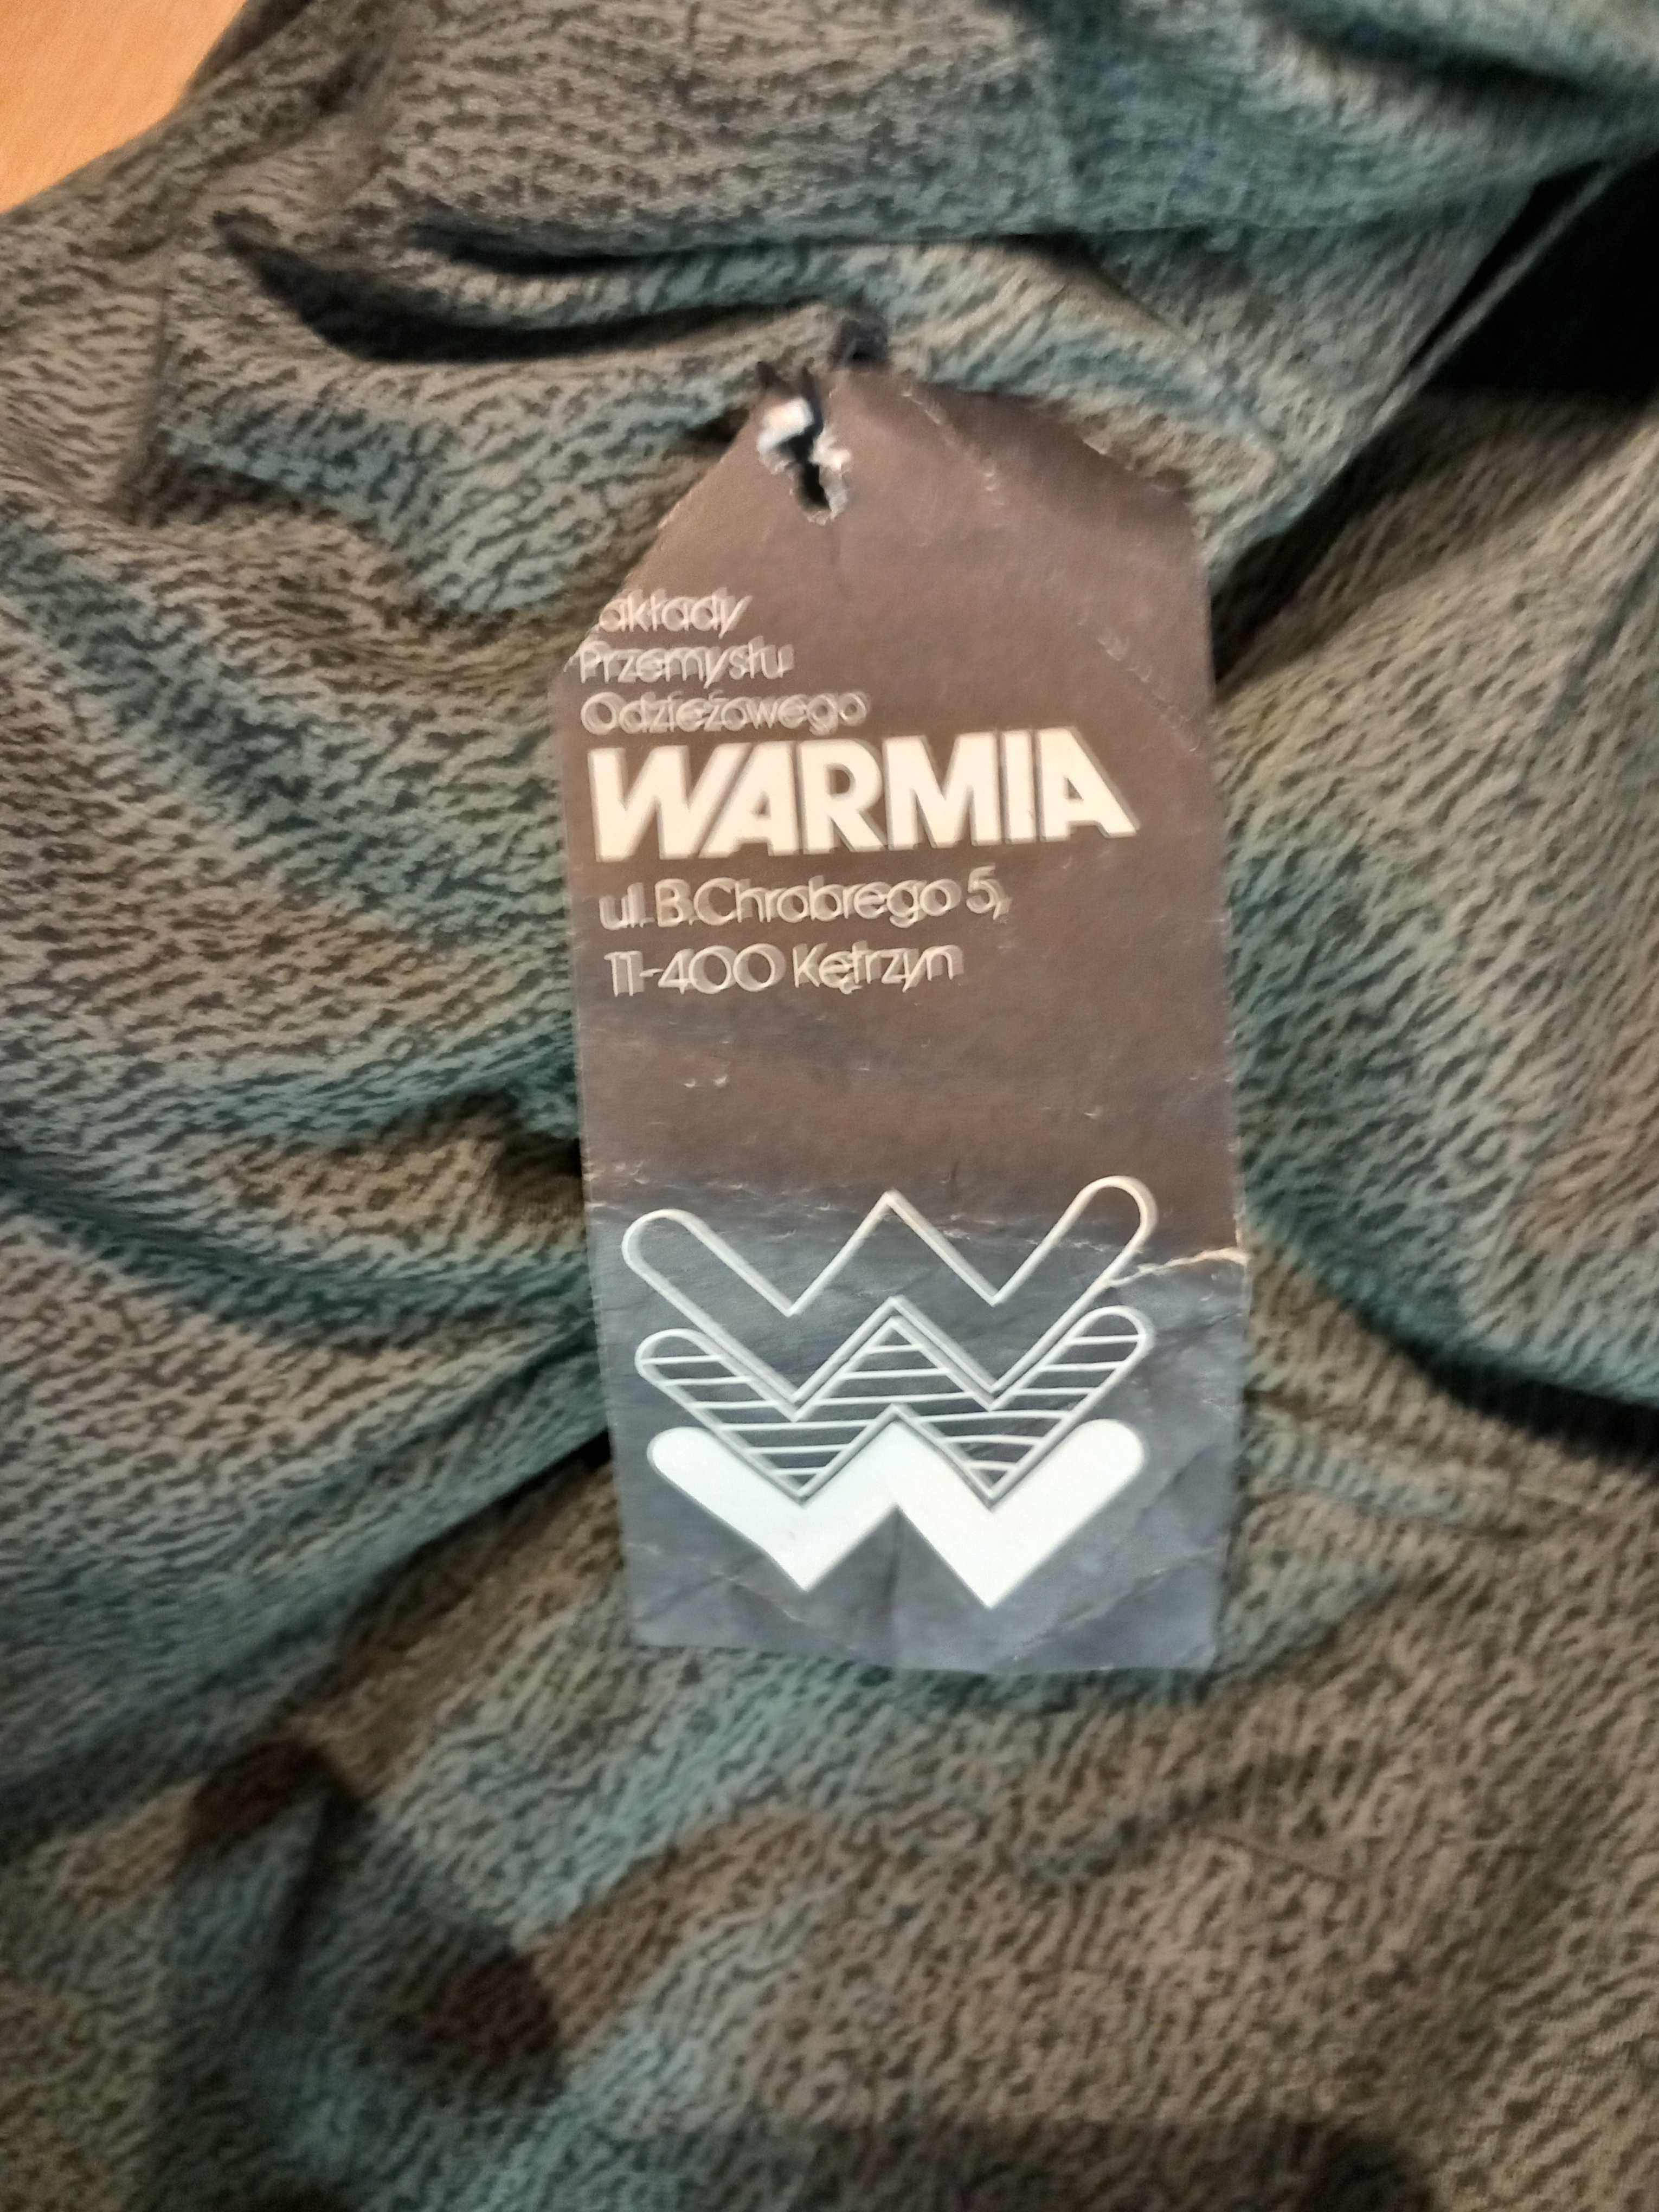 akłady
Przemysłu
Odzieżowego
WARMIA
ul. B. Chrobrego 5,
11-400 Kętrzyn